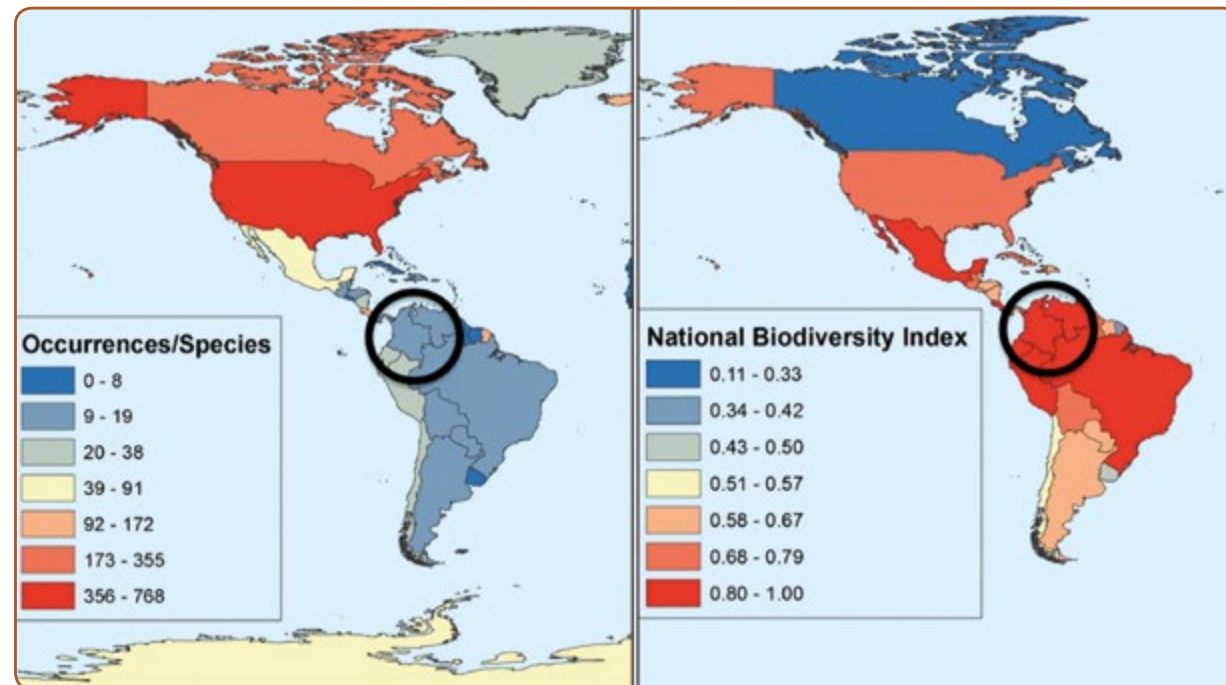 Occurrences/Species
0 - 8
9 - 19
20 - 38
39 - 91
92 - 172
173 - 355
356 - 768
National Biodiversity Index
0.11 - 0.33
0.34 - 0.42
0.43 - 0.50
0.51 - 0.57
0.58 - 0.67
0.68 - 0.79
0.80 - 1.00